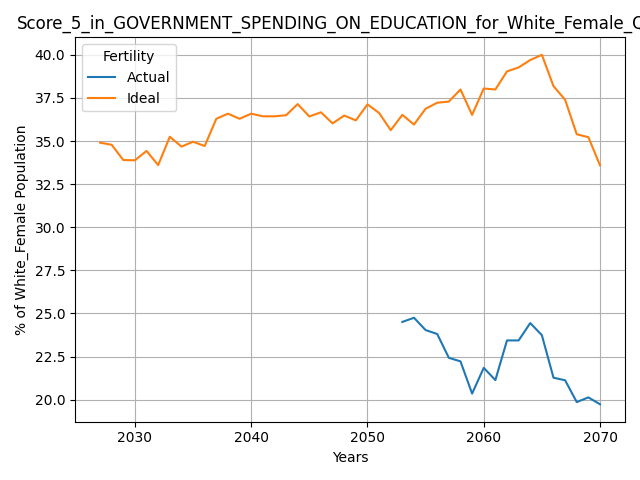 Score_5_in_GOVERNMENT_SPENDING_ON_EDUCATION_for_White_Female_
Fertility
Actual
Ideal
40.0
37.5
35.0
32.5
30.0
27.5
25.0
22.5
20.0
% of White_Female Population
2030
2040
2050
2060
2070
Years